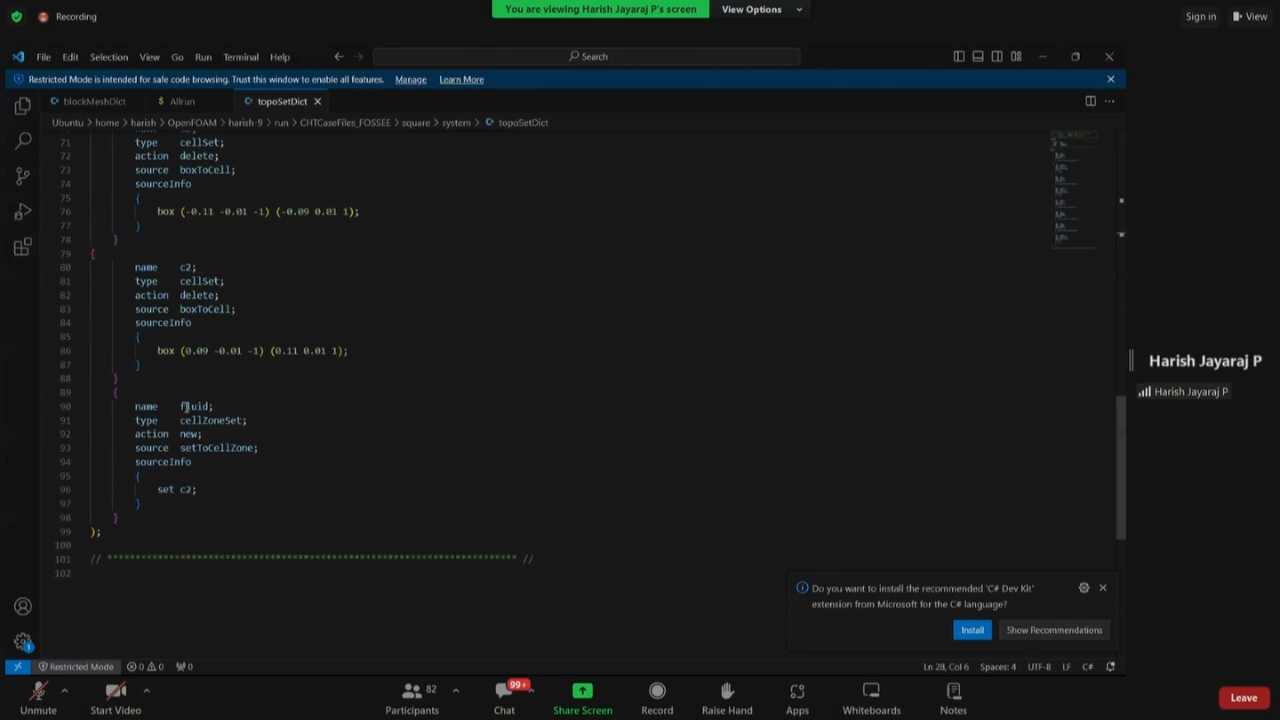 Recording
You are viewing Harish Jayaraj P's screen
View Options
Sign in
View
File Edit Selection View Go Run Terminal Help
Search
Restricted Mode is intended for safe code browsing. Trust this window to enable all features. Manage Learn More
blockMeshDict
$ Allrun
topoSetDict
Ubuntu > home > harish > OpenFOAM > harish-9 > run > CHTCaseFiles_FOSSEE > square > system > topoSetDict
71 type cellSet;
72 action delete;
73 source boxToCell;
74 sourceInfo
75 {
76 box (-0.11 -0.01 -1) (-0.09 0.01 1);
77 }
78 }
79 {
80 name c2;
81 type cellSet;
82 action delete;
83 source boxToCell;
84 sourceInfo
85 {
86 box (0.09 -0.01 -1) (0.11 0.01 1);
87 }
88 }
89 {
90 name fluid;
91 type cellZoneSet;
92 action new;
93 source setToCellZone;
94 sourceInfo
95 {
96 set c2;
97 }
98 }
99 );
100
101 // ************************************************************************* //
102
Do you want to install the recommended 'C# Dev Kit'
extension from Microsoft for the C# language?
Install
Show Recommendations
Harish Jayaraj P
Harish Jayaraj P
1
Restricted Mode
0 0
0
Ln 28, Col 6 Spaces: 4 UTF-8 LF C#
82
99+
Unmute
Start Video
Participants
Chat
Share Screen
Record
Raise Hand
Apps
Whiteboards
Notes
Leave